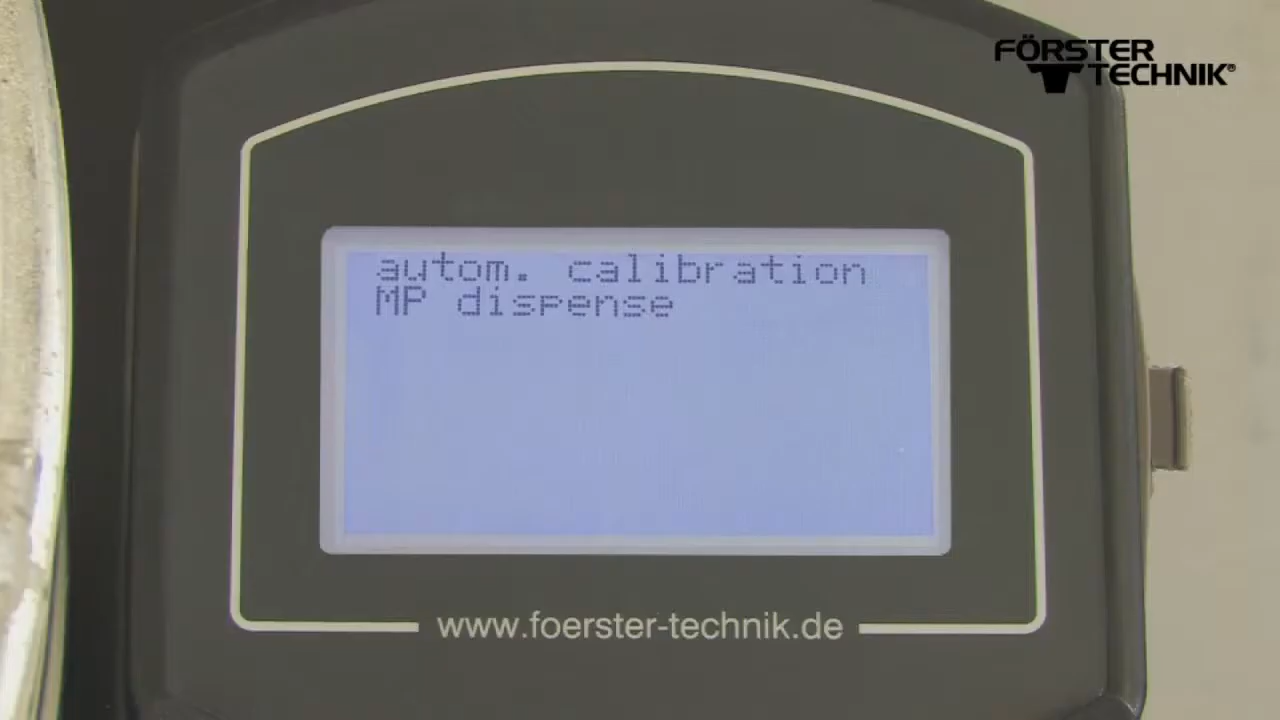 FÖRSTER
TECHNIK®
autom. calibration
MP dispense
www.foerster-technik.de